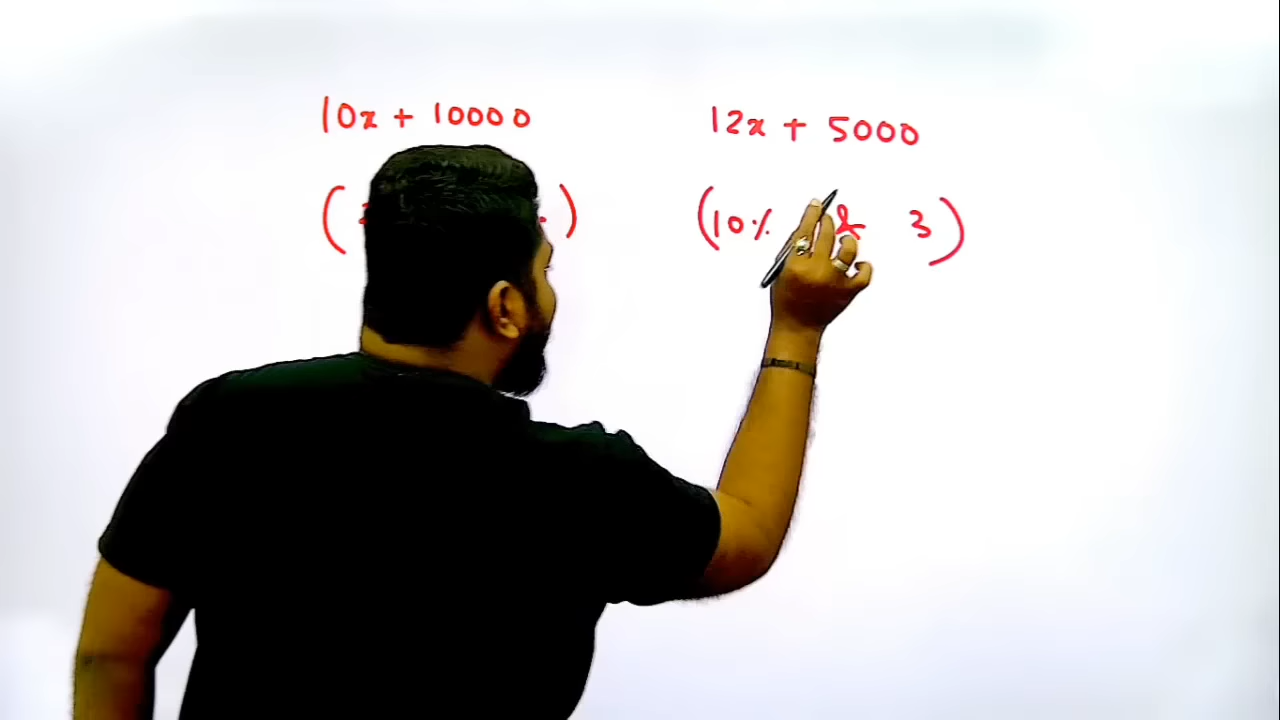 10x + 10000
12x + 5000
(
)
(10% & 3)